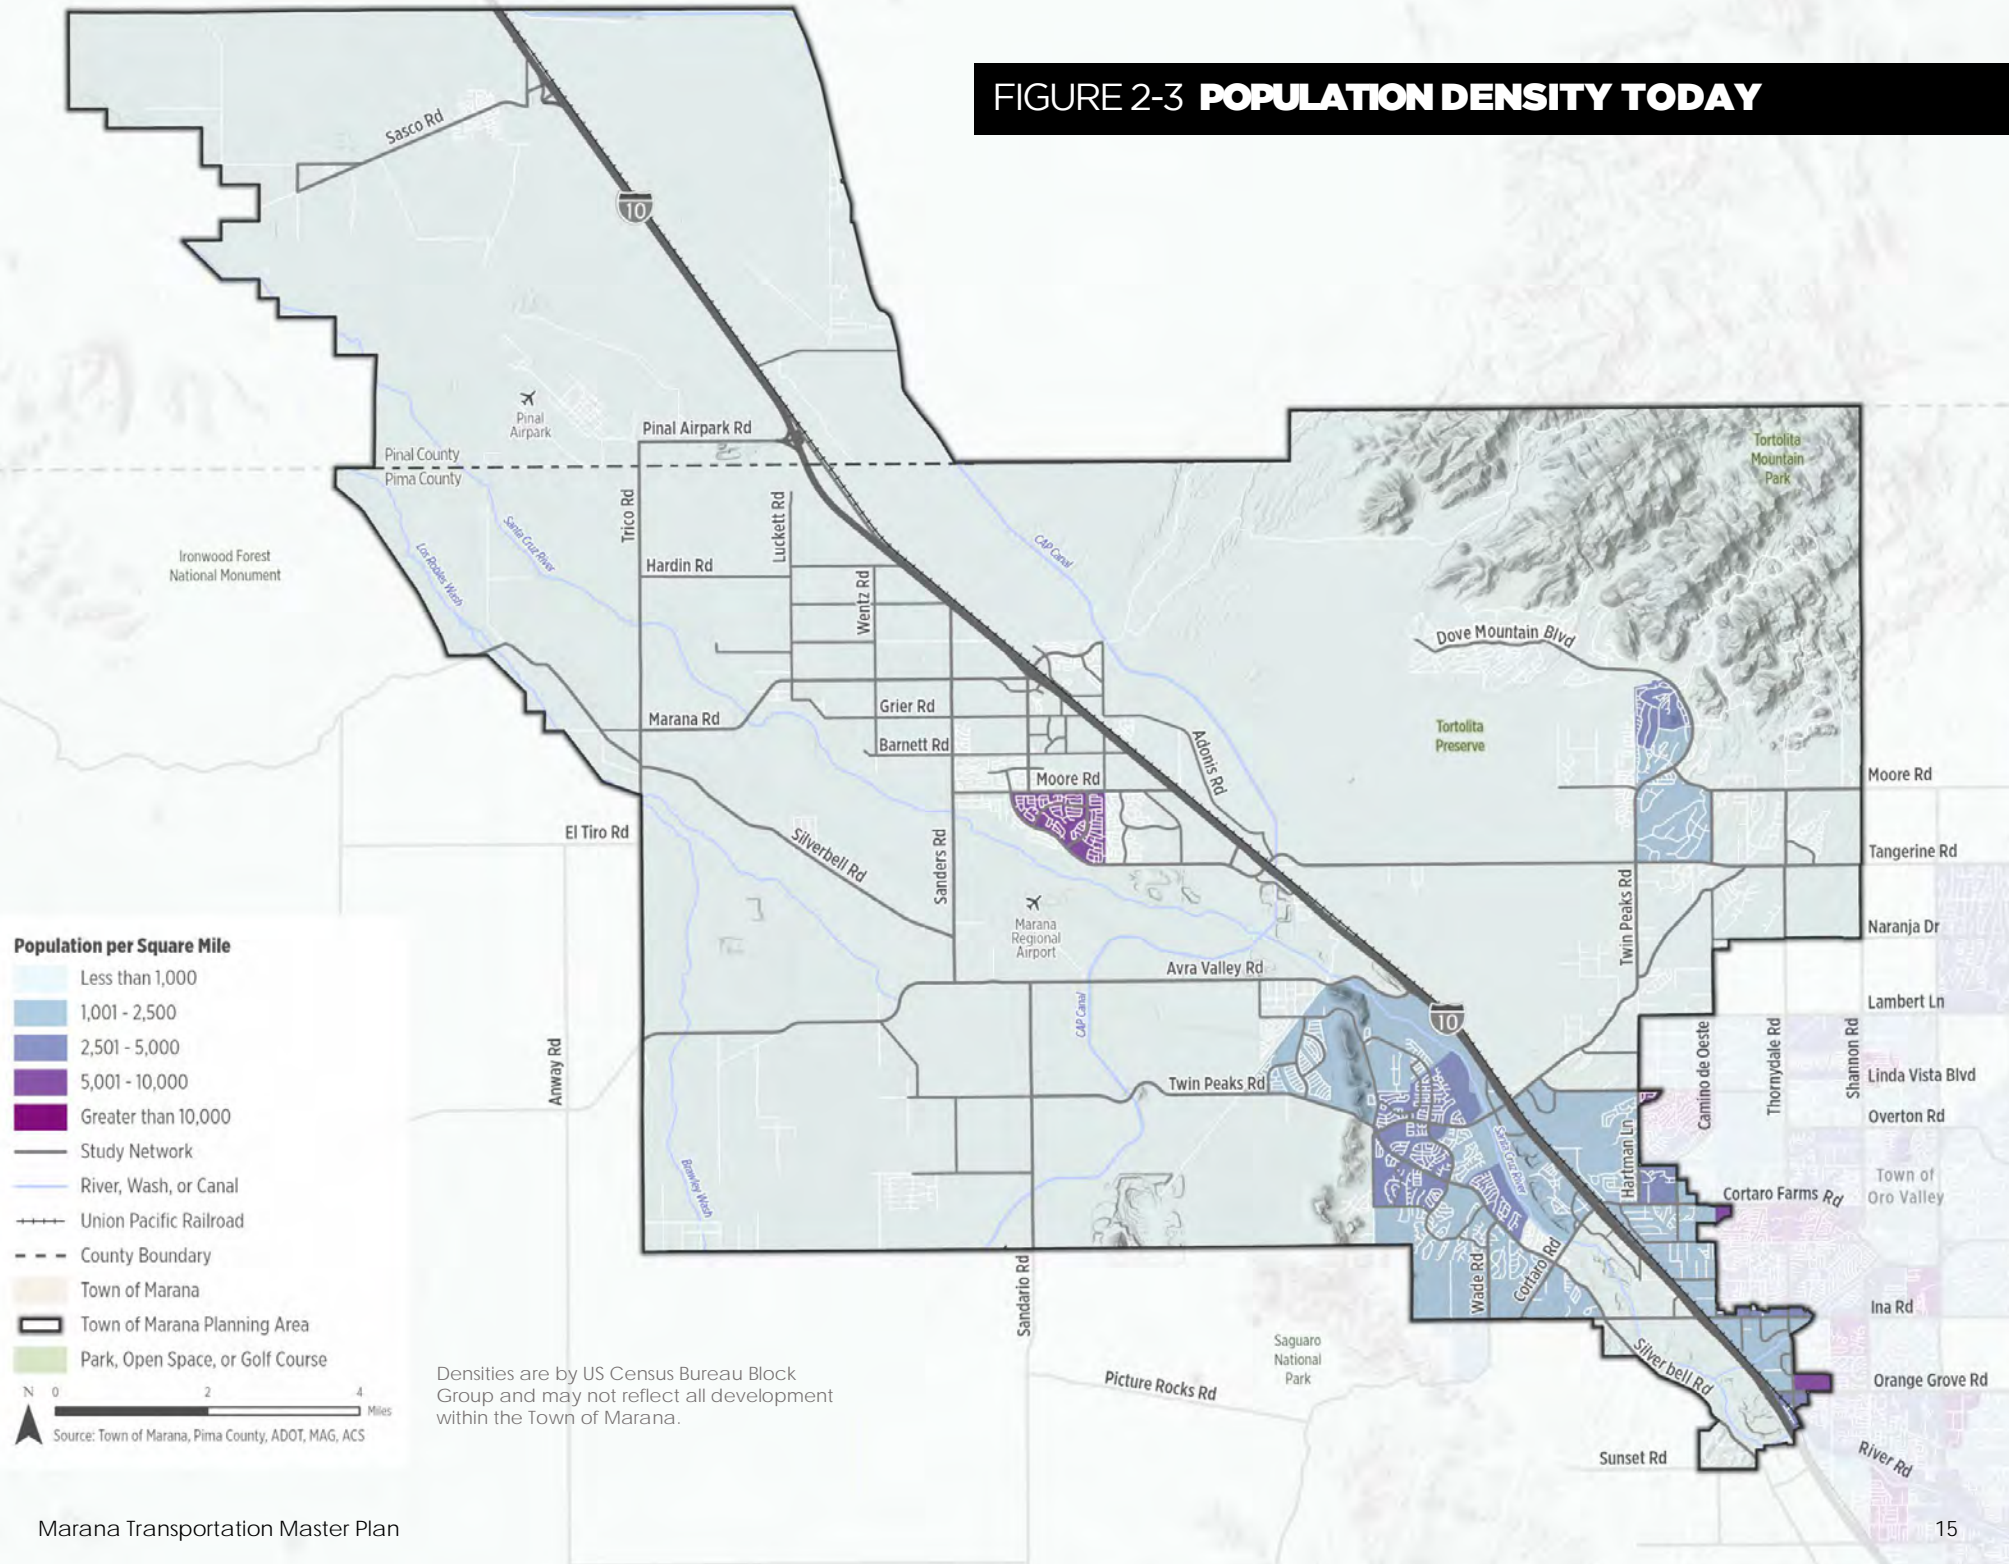 FIGURE 2-3 POPULATION DENSITY TODAY
Sasco Rd
10
Pinal
Airpark
Pinal Airpark Rd
Pinal County
Pima County
Tortolita
Mountain
Park
Trico Rd
Luckett Rd
Santa Cruz River
Los Robles Wash
CAP Canal
Ironwood Forest
National Monument
Hardin Rd
Wentz Rd
Dove Mountain Blvd
Marana Rd
Grier Rd
Barnett Rd
Adonis Rd
Tortolita
Preserve
Moore Rd
Moore Rd
El Tiro Rd
Silverbell Rd
Sanders Rd
Tangerine Rd
Twin Peaks Rd
Marana
Regional
Airport
Naranja Dr
Avra Valley Rd
CAP Canal
10
Lambert Ln
Anway Rd
Camino de Oeste
Thornydale Rd
Shannon Rd
Twin Peaks Rd
Linda Vista Blvd
Overton Rd
Hartman Ln
Santa Cruz River
Brawley Wash
Town of
Oro Valley
Cortaro Farms Rd
Sandario Rd
Wade Rd
Cortaro Rd
Ina Rd
Saguaro
National
Park
Silverbell Rd
Picture Rocks Rd
Orange Grove Rd
Sunset Rd
River Rd
Population per Square Mile
Less than 1,000
1,001 - 2,500
2,501 - 5,000
5,001 - 10,000
Greater than 10,000
Study Network
River, Wash, or Canal
Union Pacific Railroad
County Boundary
Town of Marana
Town of Marana Planning Area
Park, Open Space, or Golf Course
N 0 2 4
Miles
Source: Town of Marana, Pima County, ADOT, MAG, ACS
Densities are by US Census Bureau Block
Group and may not reflect all development
within the Town of Marana.
Marana Transportation Master Plan
15